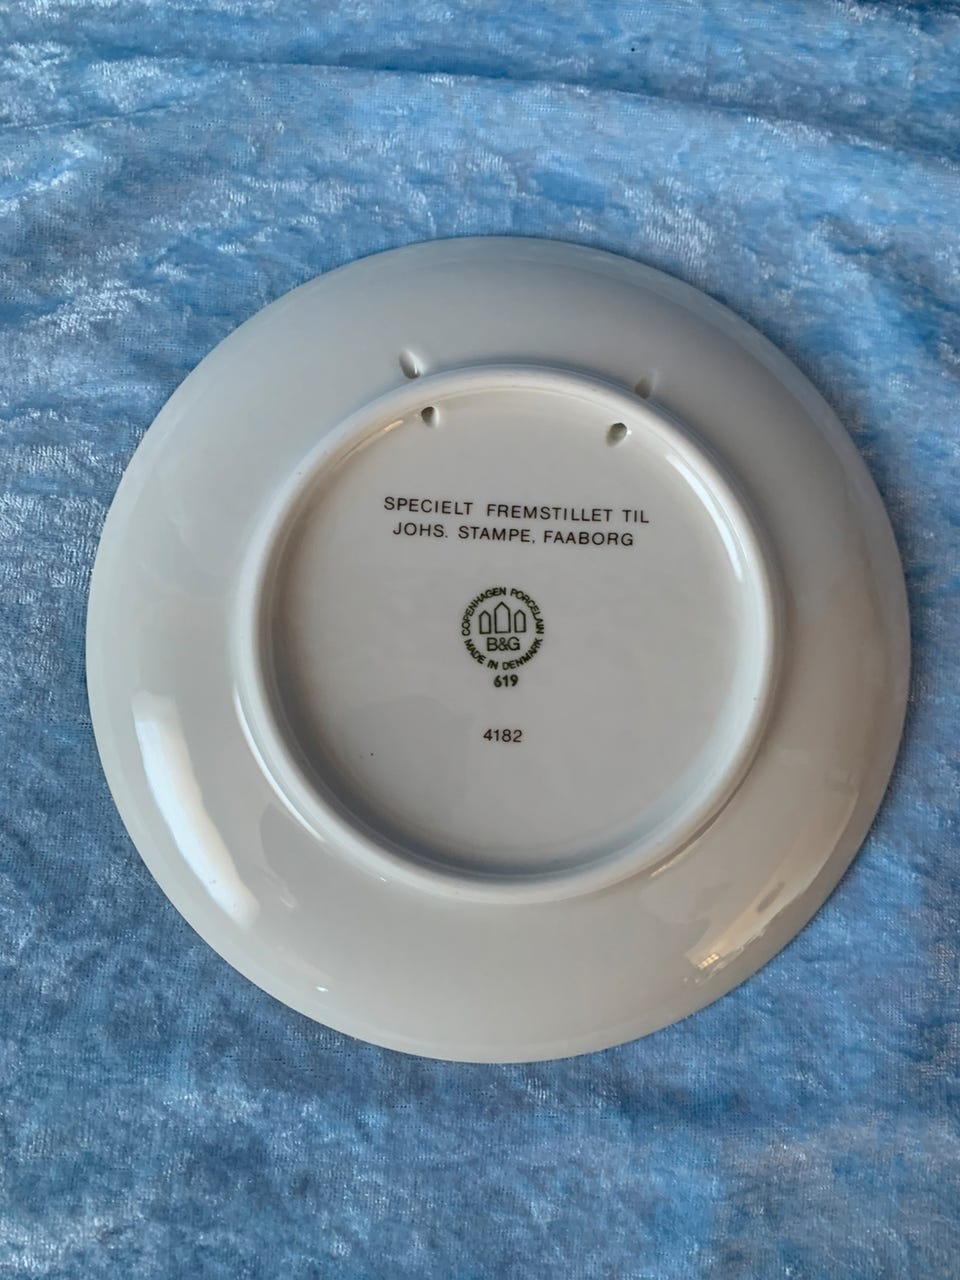 SPECIELT FREMSTILLET TIL
JOHS. STAMPE, FAABORG
COPENHAGEN PORCELAIN
B&G
MADE IN DENMARK
619
4182